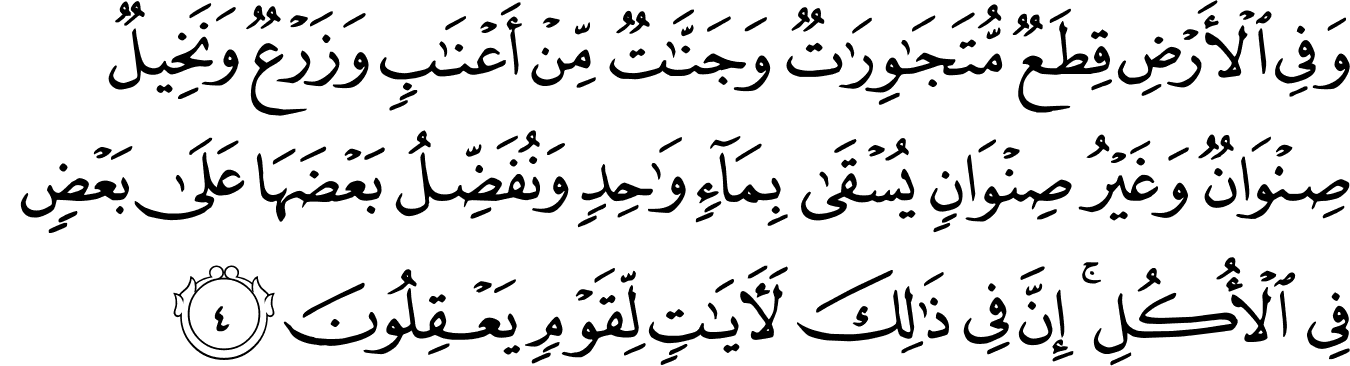 وَفِي ٱلْأَرْضِ قِطَعٌ مُّتَجَٰوِرَٰتٌ وَجَنَّٰتٌ مِّنْ أَعْنَٰبٍ وَزَرْعٌ وَنَخِيلٌ
صِنْوَانٌ وَغَيْرُ صِنْوَانٍ يُسْقَىٰ بِمَآءٍ وَٰحِدٍ وَنُفَضِّلُ بَعْضَهَا عَلَىٰ بَعْضٍ
فِي ٱلْأُكُلِ ۚ إِنَّ فِي ذَٰلِكَ لَأٓيَٰتٍ لِّقَوْمٍ يَعْقِلُونَ ٤